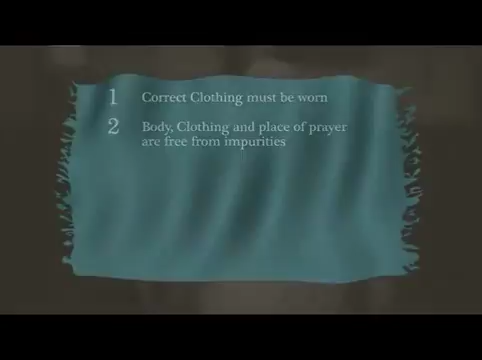 1 Correct Clothing must be worn
2 Body, Clothing and place of prayer
are free from impurities